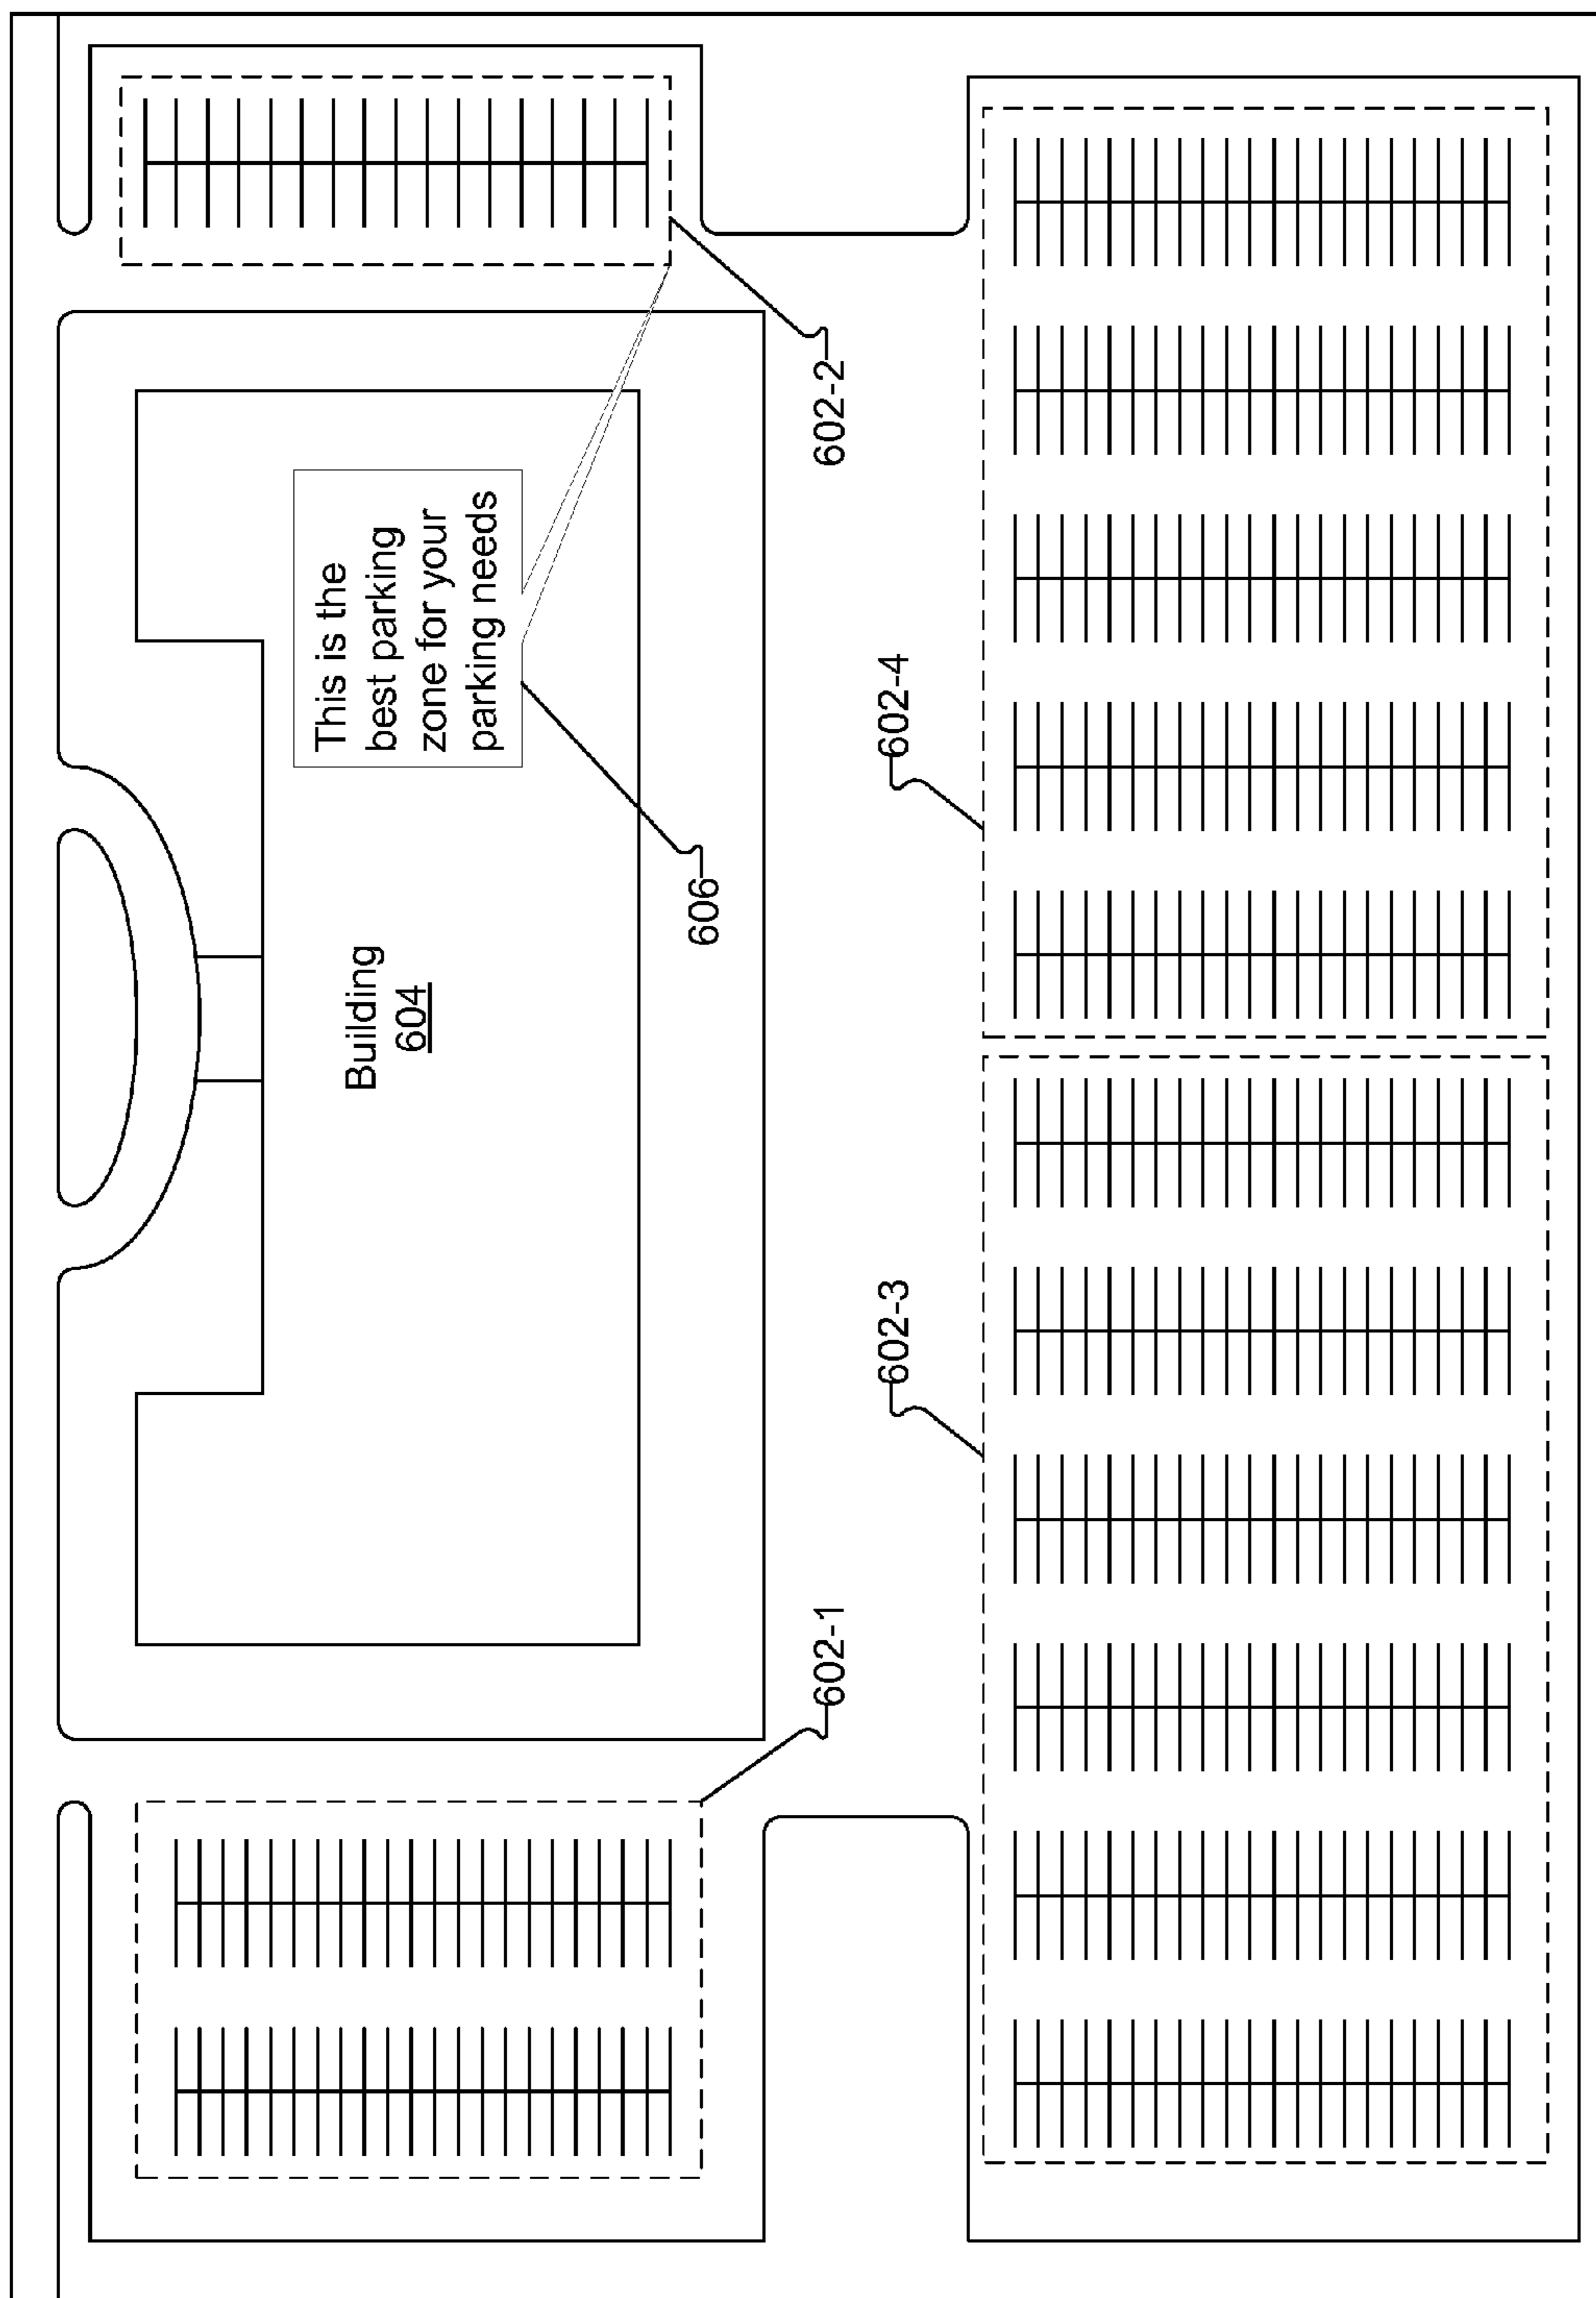 Building
604
This is the
best parking
zone for your
parking needs
606
602-1
602-2
602-3
602-4